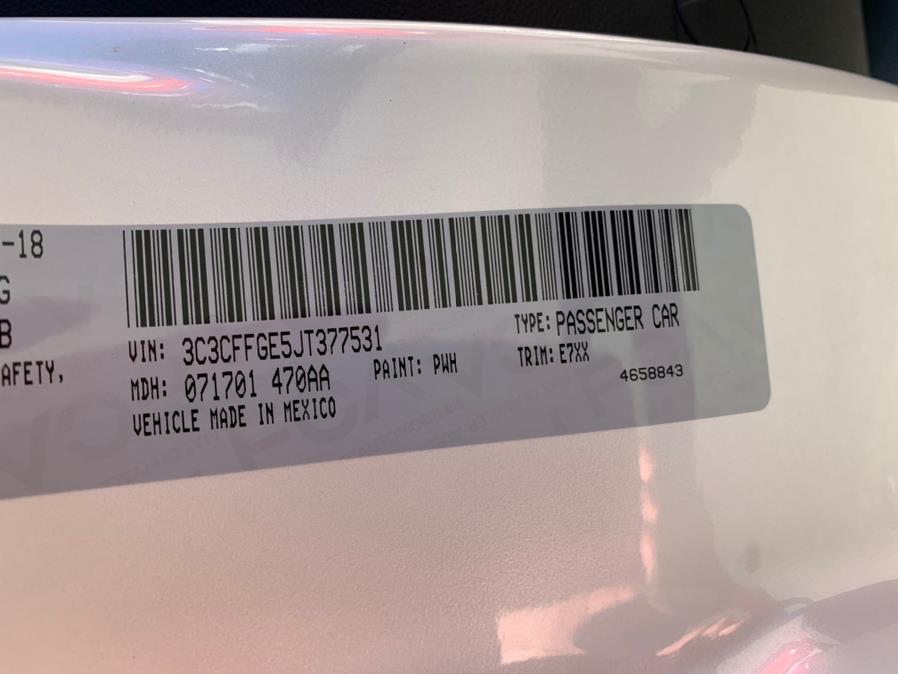 -18
G
B
AFETY,
VIN: 3C3CFFGE5JT377531
TYPE: PASSENGER CAR
MDH: 071701 470AA
PAINT: PWH
TRIM: E7XX
VEHICLE MADE IN MEXICO
4658843